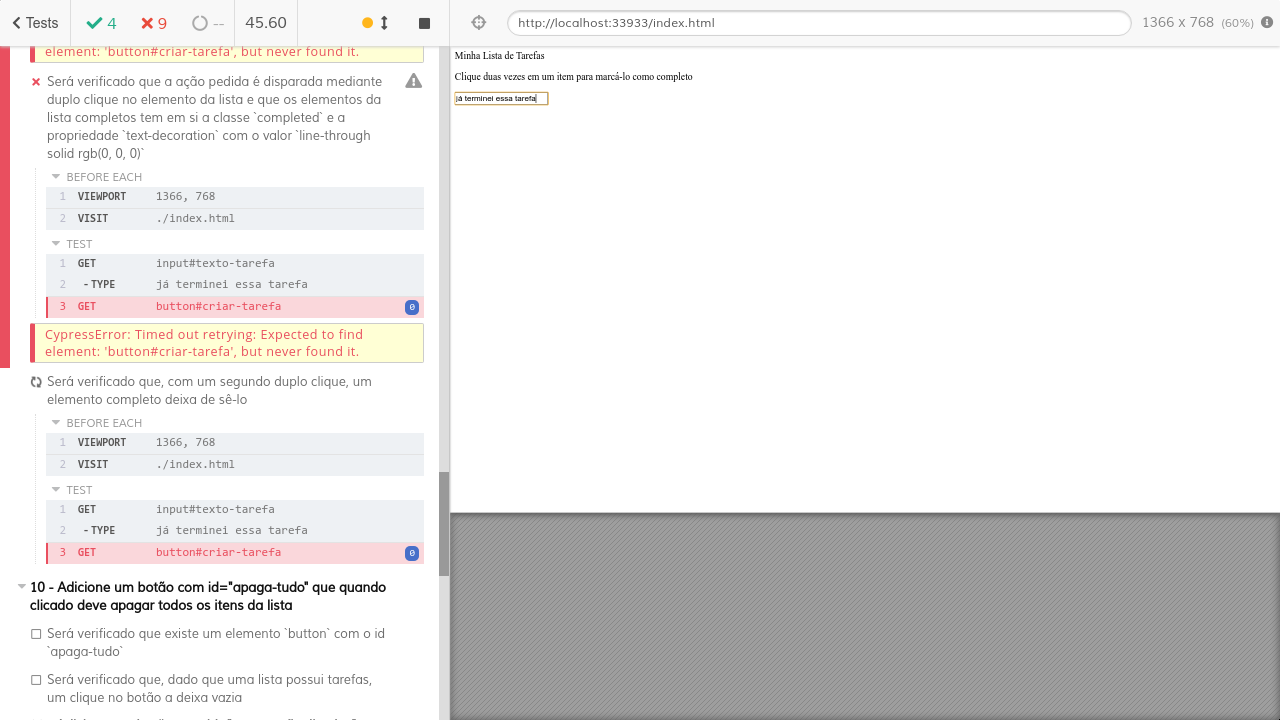 Tests
4
9
--
45.60
http://localhost:33933/index.html
1366 x 768 (60%)
element: 'button#criar-tarefa', but never found it.
Será verificado que a ação pedida é disparada mediante
duplo clique no elemento da lista e que os elementos da
lista completos tem em si a classe `completed` e a
propriedade `text-decoration` com o valor `line-through
solid rgb(0, 0, 0)`
BEFORE EACH
1 VIEWPORT 1366, 768
2 VISIT ./index.html
TEST
1 GET input#texto-tarefa
2 -TYPE já terminei essa tarefa
3 GET button#criar-tarefa 0
CypressError: Timed out retrying: Expected to find
element: 'button#criar-tarefa', but never found it.
Será verificado que, com um segundo duplo clique, um
elemento completo deixa de sê-lo
BEFORE EACH
1 VIEWPORT 1366, 768
2 VISIT ./index.html
TEST
1 GET input#texto-tarefa
2 -TYPE já terminei essa tarefa
3 GET button#criar-tarefa 0
10 - Adicione um botão com id="apaga-tudo" que quando
clicado deve apagar todos os itens da lista
Será verificado que existe um elemento `button` com o id
`apaga-tudo`
Será verificado que, dado que uma lista possui tarefas,
um clique no botão a deixa vazia
Minha Lista de Tarefas
Clique duas vezes em um item para marcá-lo como completo
já terminei essa tarefa